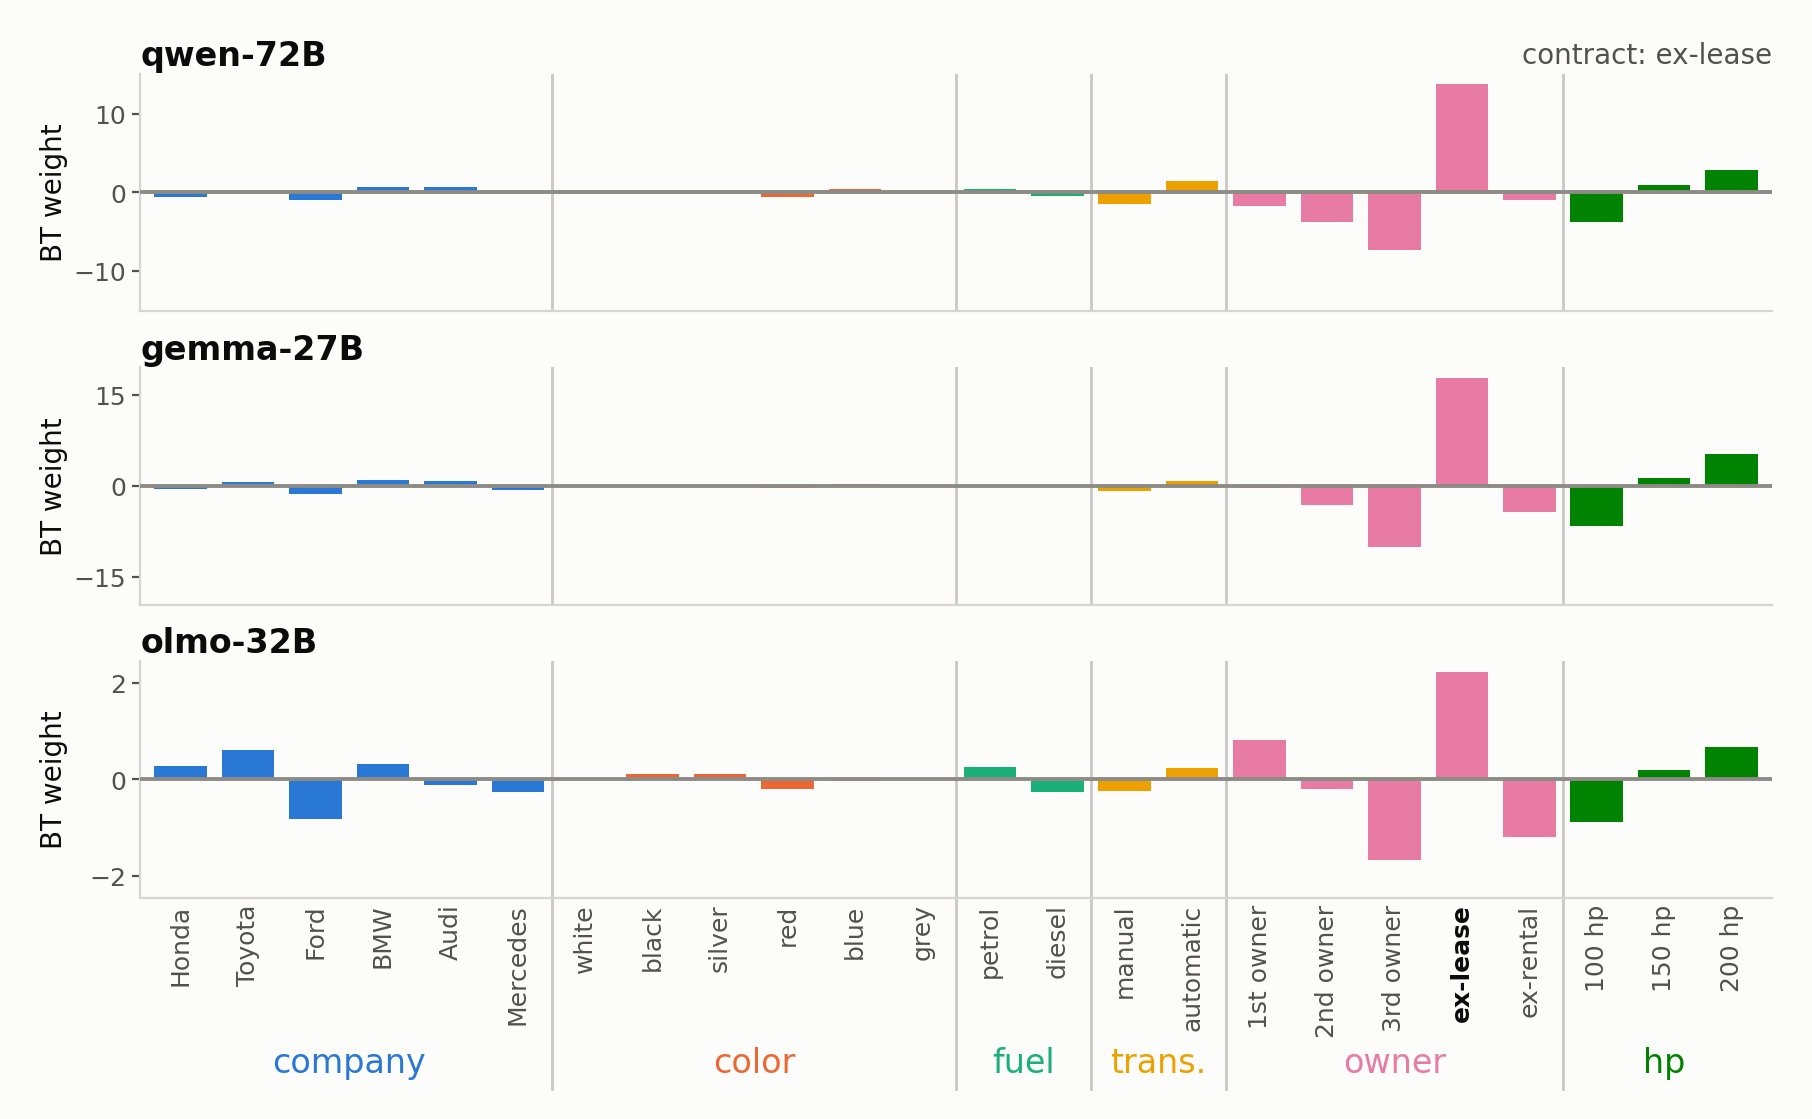 qwen-72B
contract: ex-lease
BT weight
10
0
−10
gemma-27B
BT weight
15
0
−15
olmo-32B
BT weight
2
0
−2
Honda
Toyota
Ford
BMW
Audi
Mercedes
white
black
silver
red
blue
grey
petrol
diesel
manual
automatic
1st owner
2nd owner
3rd owner
ex-lease
ex-rental
100 hp
150 hp
200 hp
company
color
fuel
trans.
owner
hp